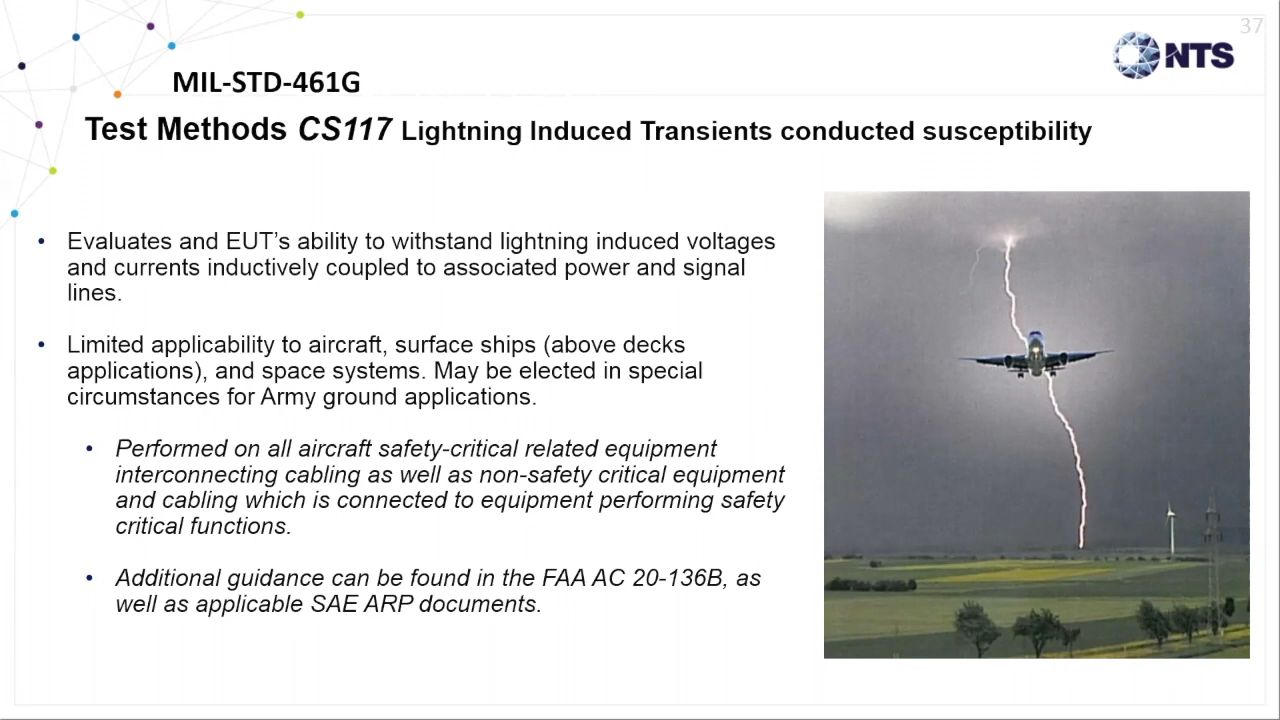 37
NTS
MIL-STD-461G
Test Methods CS117 Lightning Induced Transients conducted susceptibility
• Evaluates and EUT’s ability to withstand lightning induced voltages
and currents inductively coupled to associated power and signal
lines.
• Limited applicability to aircraft, surface ships (above decks
applications), and space systems. May be elected in special
circumstances for Army ground applications.
• Performed on all aircraft safety-critical related equipment
interconnecting cabling as well as non-safety critical equipment
and cabling which is connected to equipment performing safety
critical functions.
• Additional guidance can be found in the FAA AC 20-136B, as
well as applicable SAE ARP documents.